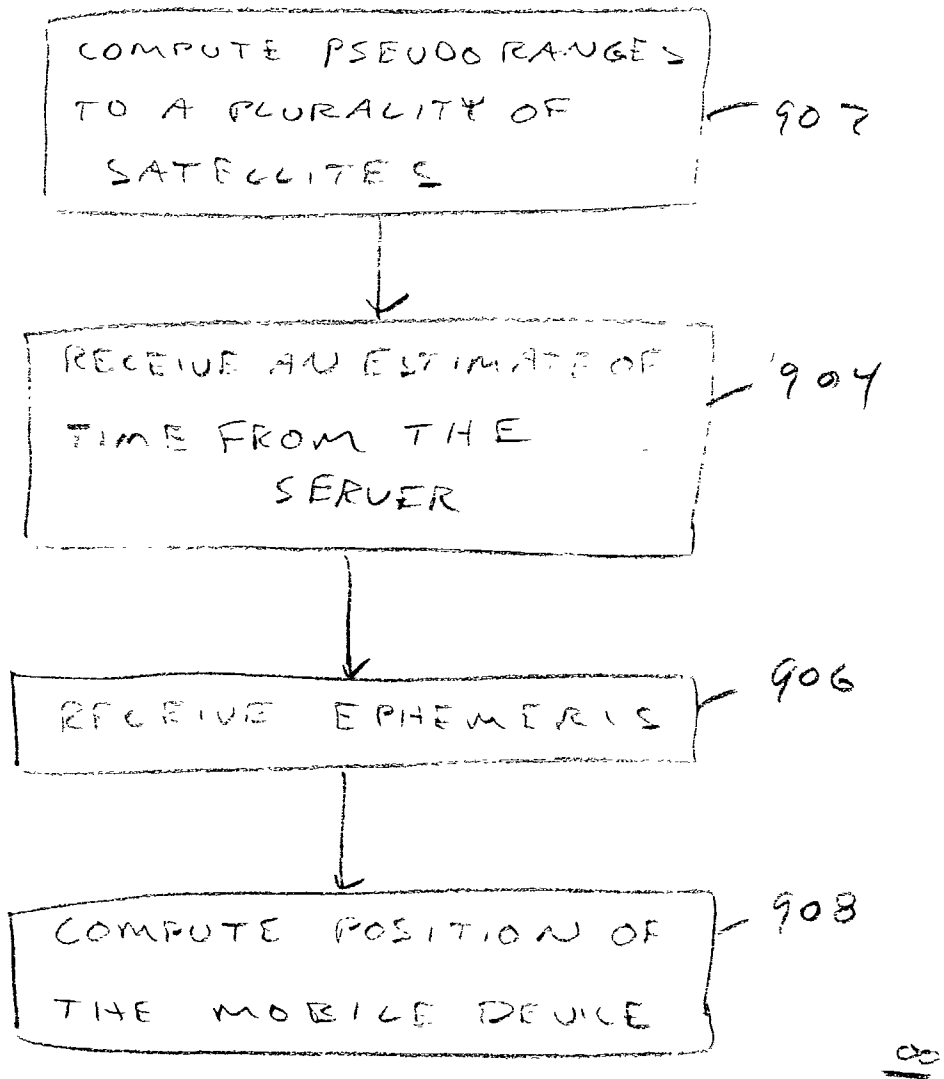 COMPUTE PSEUDORANGES
TO A PLURALITY OF
SATELLITES
902
RECEIVE AN ESTIMATE OF
TIME FROM THE
SERVER
904
RECEIVE EPHEMERIS
906
COMPUTE POSITION OF
THE MOBILE DEVICE
908